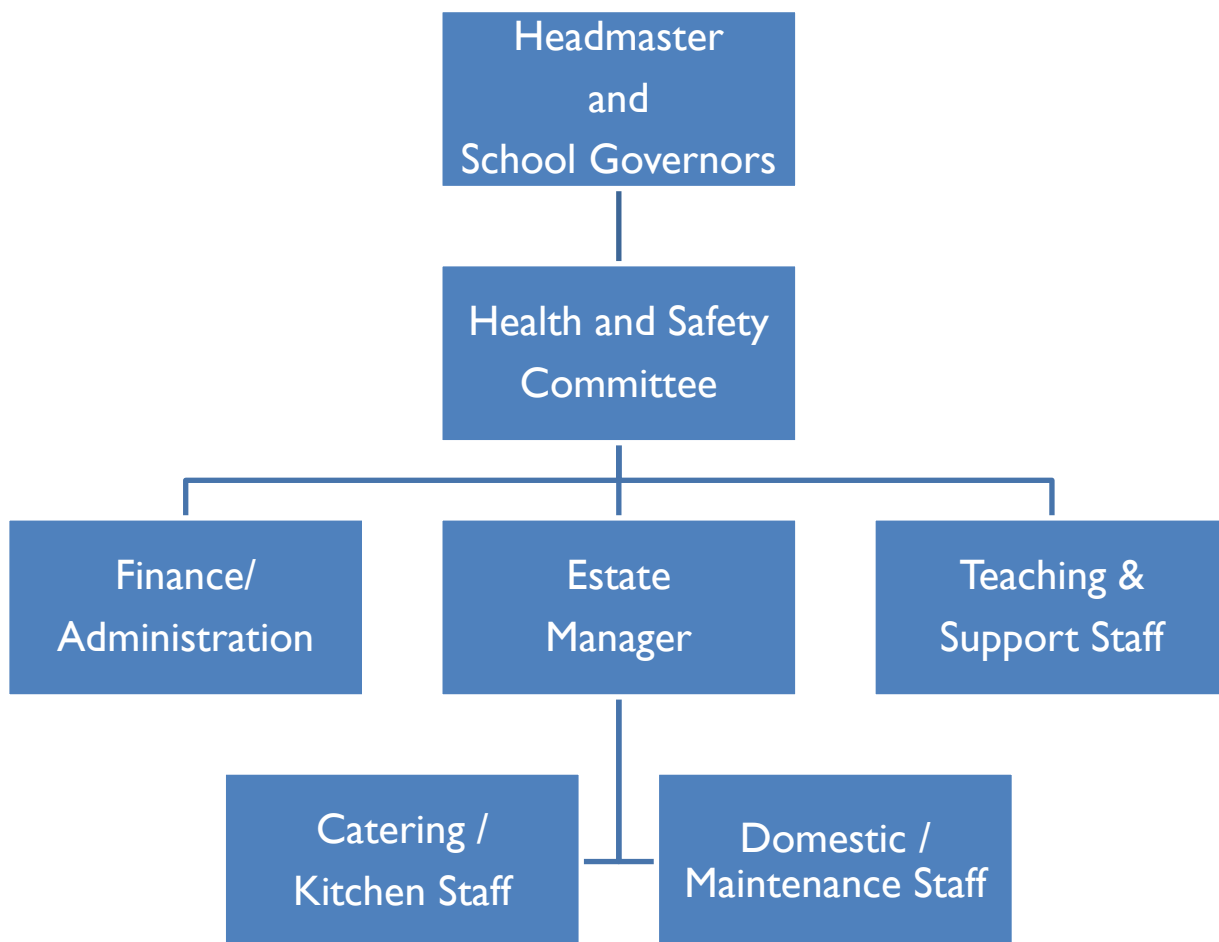 Headmaster
and
School Governors
Health and Safety
Committee
Finance/
Administration
Estate
Manager
Teaching &
Support Staff
Catering /
Kitchen Staff
Domestic /
Maintenance Staff